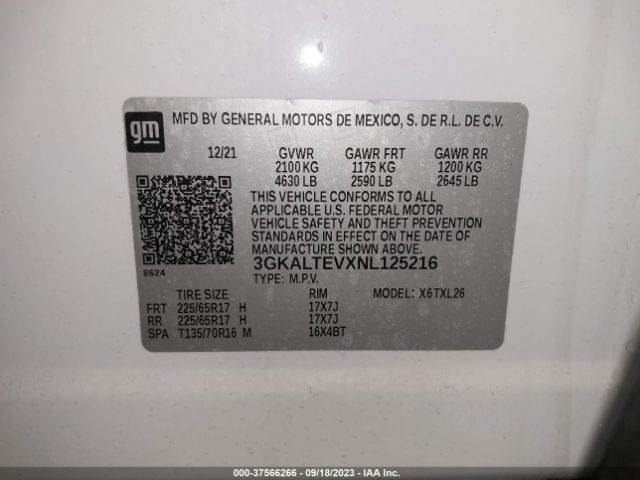 gm
MFD BY GENERAL MOTORS DE MEXICO, S. DE R.L. DE C.V.
12/21 GVWR GAWR FRT GAWR RR
2100 KG 1175 KG 1200 KG
4630 LB 2590 LB 2645 LB
THIS VEHICLE CONFORMS TO ALL
APPLICABLE U.S. FEDERAL MOTOR
VEHICLE SAFETY AND THEFT PREVENTION
STANDARDS IN EFFECT ON THE DATE OF
MANUFACTURE SHOWN ABOVE.
8624
3GKALTEVXNL125216
TYPE: M.P.V.
TIRE SIZE RIM MODEL: X6TXL26
FRT 225/65R17 H 17X7J
RR 225/65R17 H 17X7J
SPA T135/70R16 M 16X4BT
000-37566266 - 09/18/2023 - IAA Inc.